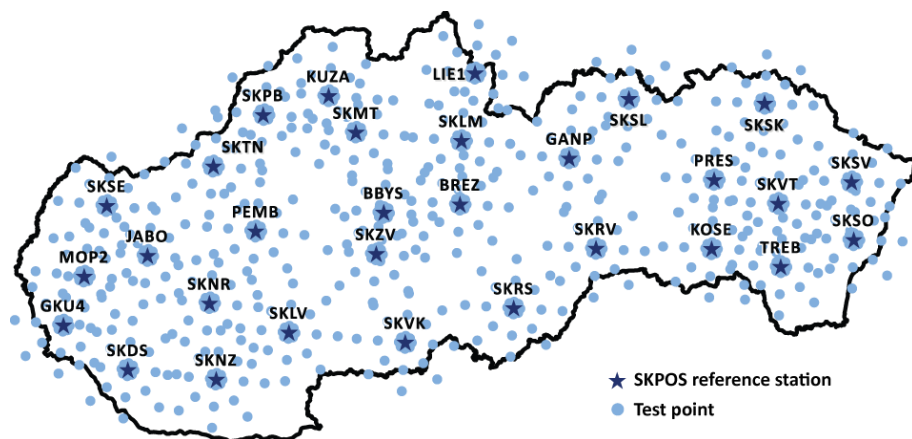 LIE1
KUZA
SKPB
SKMT
SKSL
SKSK
SKLM
GANP
SKTN
PRES
SKSV
SKSE
BBYS
BREZ
SKVT
PEMB
JABO
SKZV
SKRV
KOSE
SKSO
MOP2
TREB
GKU4
SKNR
SKLV
SKRS
SKVK
SKDS
SKNZ
SKPOS reference station
Test point